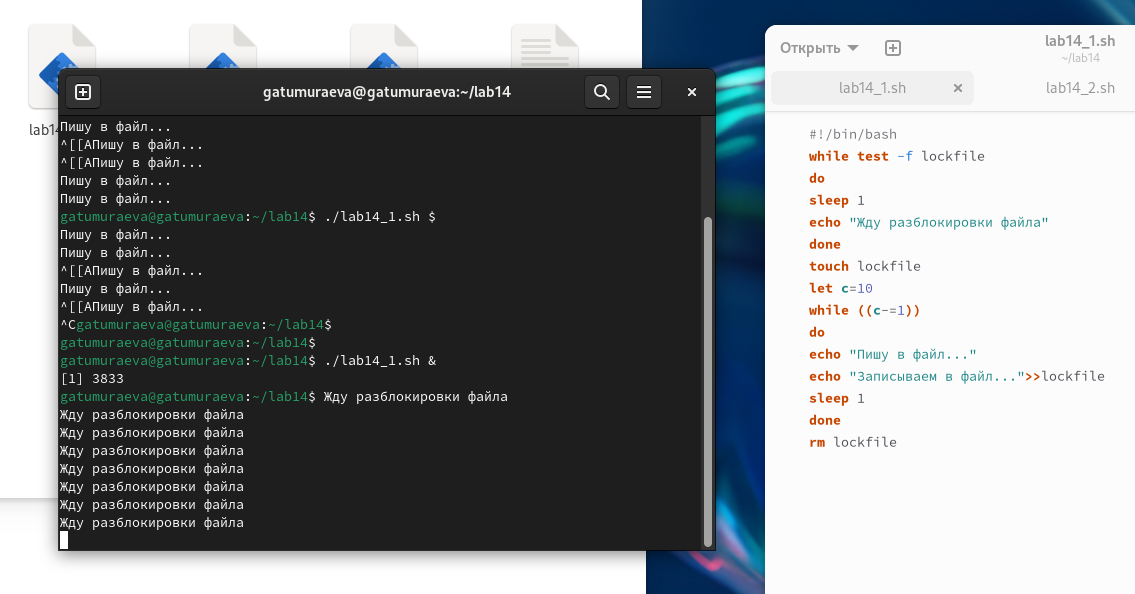 lab14
gatumuraeva@gatumuraeva:~/lab14
Пишу в файл...
^[[AПишу в файл...
^[[AПишу в файл...
Пишу в файл...
Пишу в файл...
gatumuraeva@gatumuraeva:~/lab14$ ./lab14_1.sh $
Пишу в файл...
Пишу в файл...
^[[AПишу в файл...
Пишу в файл...
^[[AПишу в файл...
^Cgatumuraeva@gatumuraeva:~/lab14$
gatumuraeva@gatumuraeva:~/lab14$
gatumuraeva@gatumuraeva:~/lab14$ ./lab14_1.sh &
[1] 3833
gatumuraeva@gatumuraeva:~/lab14$ Жду разблокировки файла
Жду разблокировки файла
Жду разблокировки файла
Жду разблокировки файла
Жду разблокировки файла
Жду разблокировки файла
Жду разблокировки файла
Жду разблокировки файла
Открыть
lab14_1.sh
~/lab14
lab14_1.sh
lab14_2.sh
#!/bin/bash
while test -f lockfile
do
sleep 1
echo "Жду разблокировки файла"
done
touch lockfile
let c=10
while ((c-=1))
do
echo "Пишу в файл..."
echo "Записываем в файл...">>lockfile
sleep 1
done
rm lockfile